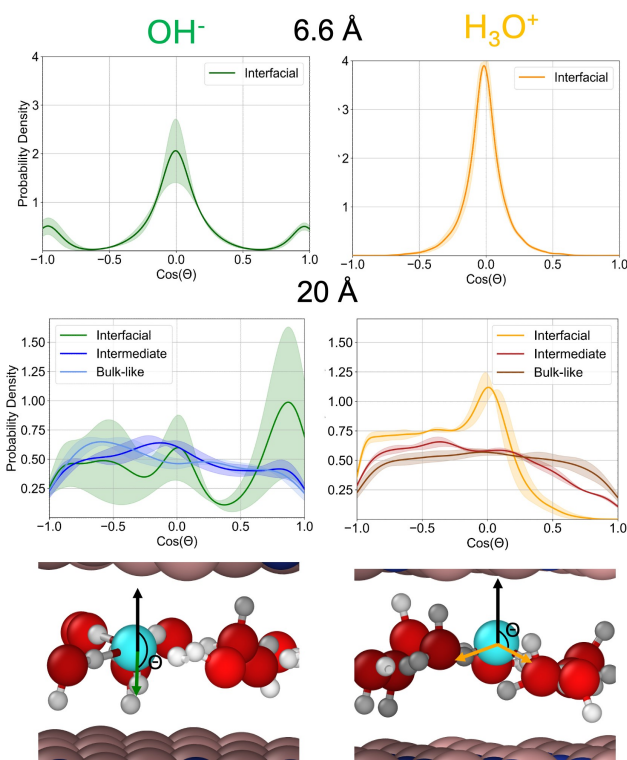 OH⁻ 6.6 Å H₃O⁺
Interfacial
Probability Density
4
3
2
1
−1.0 −0.5 0.0 0.5 1.0
Cos(Θ)
Interfacial
4
3
2
1
−1.0 −0.5 0.0 0.5 1.0
Cos(Θ)
20 Å
Interfacial
Intermediate
Bulk-like
Probability Density
1.50
1.25
1.00
0.75
0.50
0.25
−1.0 −0.5 0.0 0.5 1.0
Cos(Θ)
Interfacial
Intermediate
Bulk-like
1.50
1.25
1.00
0.75
0.50
0.25
−1.0 −0.5 0.0 0.5 1.0
Cos(Θ)
Θ
Θ